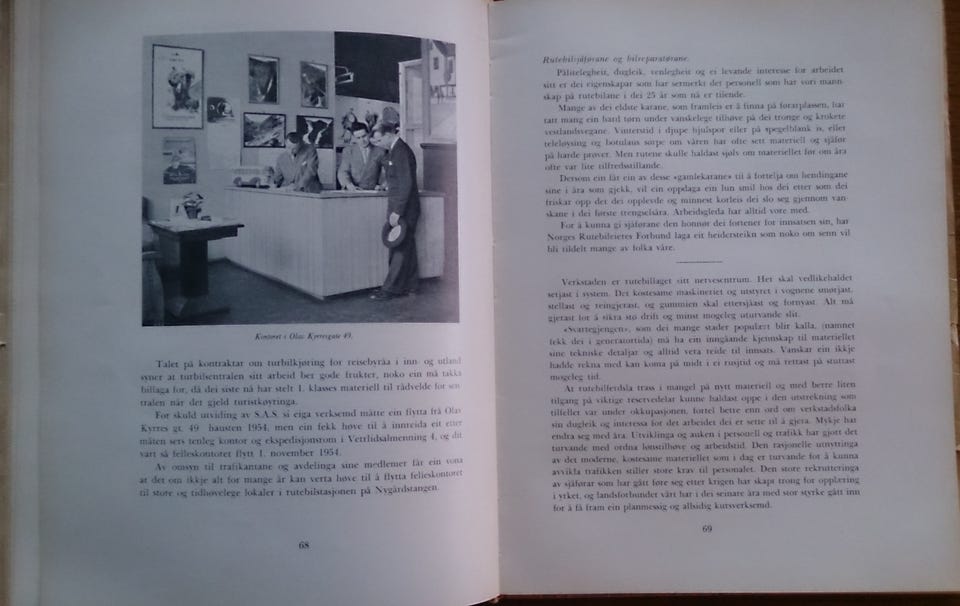 Kontoret i Olav Kyrresgate 49.
Talet på kontraktar om turbilkjøring for reisebyråa i inn- og utland
syner at turbilsentralen sitt arbeid ber gode frukter, noko ein må takka
billaga for, då dei siste nå har stelt 1. klasses materiell til rådvelde for sen-
tralen når det gjeld turistkøyringa.
For skuld utviding av S.A.S. si eiga verksemd måtte ein flytta frå Olav
Kyrres gt. 49 hausten 1954, men ein fekk høve til å innreida eit etter
måten sers tenleg kontor og ekspedisjonsrom i Vetrlidsalmenning 4, og dit
vart så felleskontoret flytt 1. november 1954.
Av omsyn til trafikantane og avdelinga sine medlemer får ein vona
at det om ikkje alt for mange år kan verta høve til å flytta felleskontoret
til store og tidhøvelege lokaler i rutebilstasjonen på Nygårdstangen.
68
Rutebilsjåførane og bilreparatørane.
Pålitelegheit, dugleik, venlegheit og ei levande interesse for arbeidet
sitt er dei eigenskapar som har sermerkt det personell som har vori mann-
skap på rutebilane i dei 25 år som nå er tilende.
Mange av dei eldste karane, som framleis er å finna på førarplassen, har
tatt mang ein hard tørn under vanskelege tilhøve på dei tronge og krokete
vestlandsvegane. Vinterstid i djupe hjulspor eller på spegelblank is, eller
teleløysing og botnlaus sørpe om våren har ofte sett materiell og sjåfør
på harde prøver. Men rutene skulle haldast sjølv om materiellet før om åra
ofte var lite tilfredsstillande.
Dersom ein får ein av desse «gamlekarane» til å fortelja om hendingane
sine i åra som gjekk, vil ein oppdaga ein lun smil hos dei etter som dei
friskar opp det dei opplevde og minnest korleis dei slo seg gjennom van-
skane i dei første trengselsåra. Arbeidsgleda har alltid vore med.
For å kunna gi sjåførane den honnør dei fortener for innsatsen sin, har
Norges Rutebileieres Forbund laga eit heidersteikn som noko om senn vil
bli tildelt mange av folka våre.
Verkstaden er rutebillaget sitt nervesentrum. Her skal vedlikehaldet
setjast i system. Det kostesame maskineriet og utstyret i vognene smørjast,
stellast og reingjerast, og gummien skal ettersjåast og fornyast. Alt må
gjerast for å sikra stø drift og minst mogeleg uturvande slit.
«Svartegjengen», som dei mange stader populært blir kalla, (namnet
fekk dei i generatortida) må ha ein inngåande kjennskap til materiellet
sine tekniske detaljar og alltid vera reide til innsats. Vanskar ein ikkje
hadde rekna med kan koma på midt i ei rusjtid og må rettast på stuttast
mogeleg tid.
At rutebilferdsla trass i mangel på nytt materiell og med berre liten
tilgang på viktige reservedelar kunne haldast oppe i den utstrekning som
tilfellet var under okkupasjonen, fortel betre enn ord om verkstadsfolka
sin dugleik og interessa for det arbeidet dei er sette til å gjera. Mykje har
endra seg med åra. Utviklinga og auken i personell og trafikk har gjort det
turvande med ordna lønstilhøve og arbeidstid. Den rasjonelle utnyttinga
av det moderne, kostesame materiellet som i dag er turvande for å kunna
avvikla trafikken stiller store krav til personalet. Den store rekrutteringa
av sjåførar som har gått føre seg etter krigen har skapt trong for opplæring
i yrket, og landsforbundet vårt har i dei seinare åra med stor styrke gått inn
for å få fram ein planmessig og allsidig kursverksemd.
69